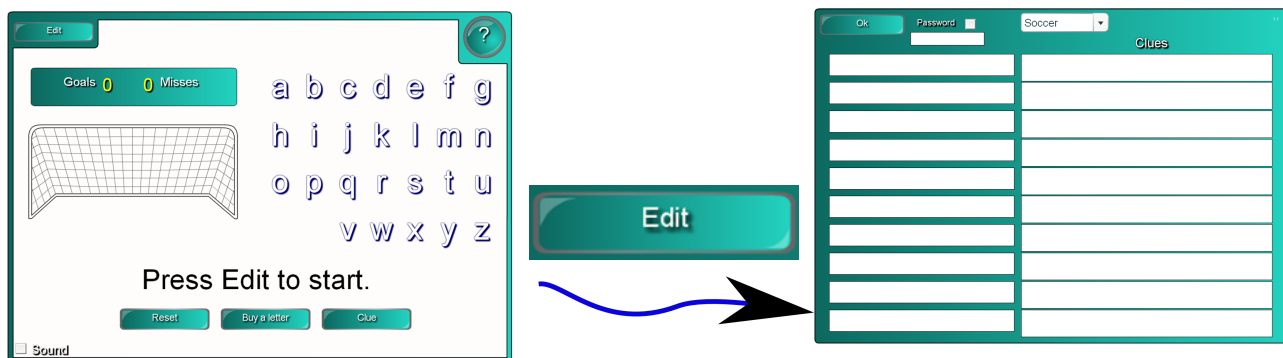 Edit
?
Goals 0 0 Misses
a b c d e f g
h i j k l m n
o p q r s t u
v w x y z
Press Edit to start.
Reset Buy a letter Clue
Sound
Edit
Ok Password Soccer
Clues